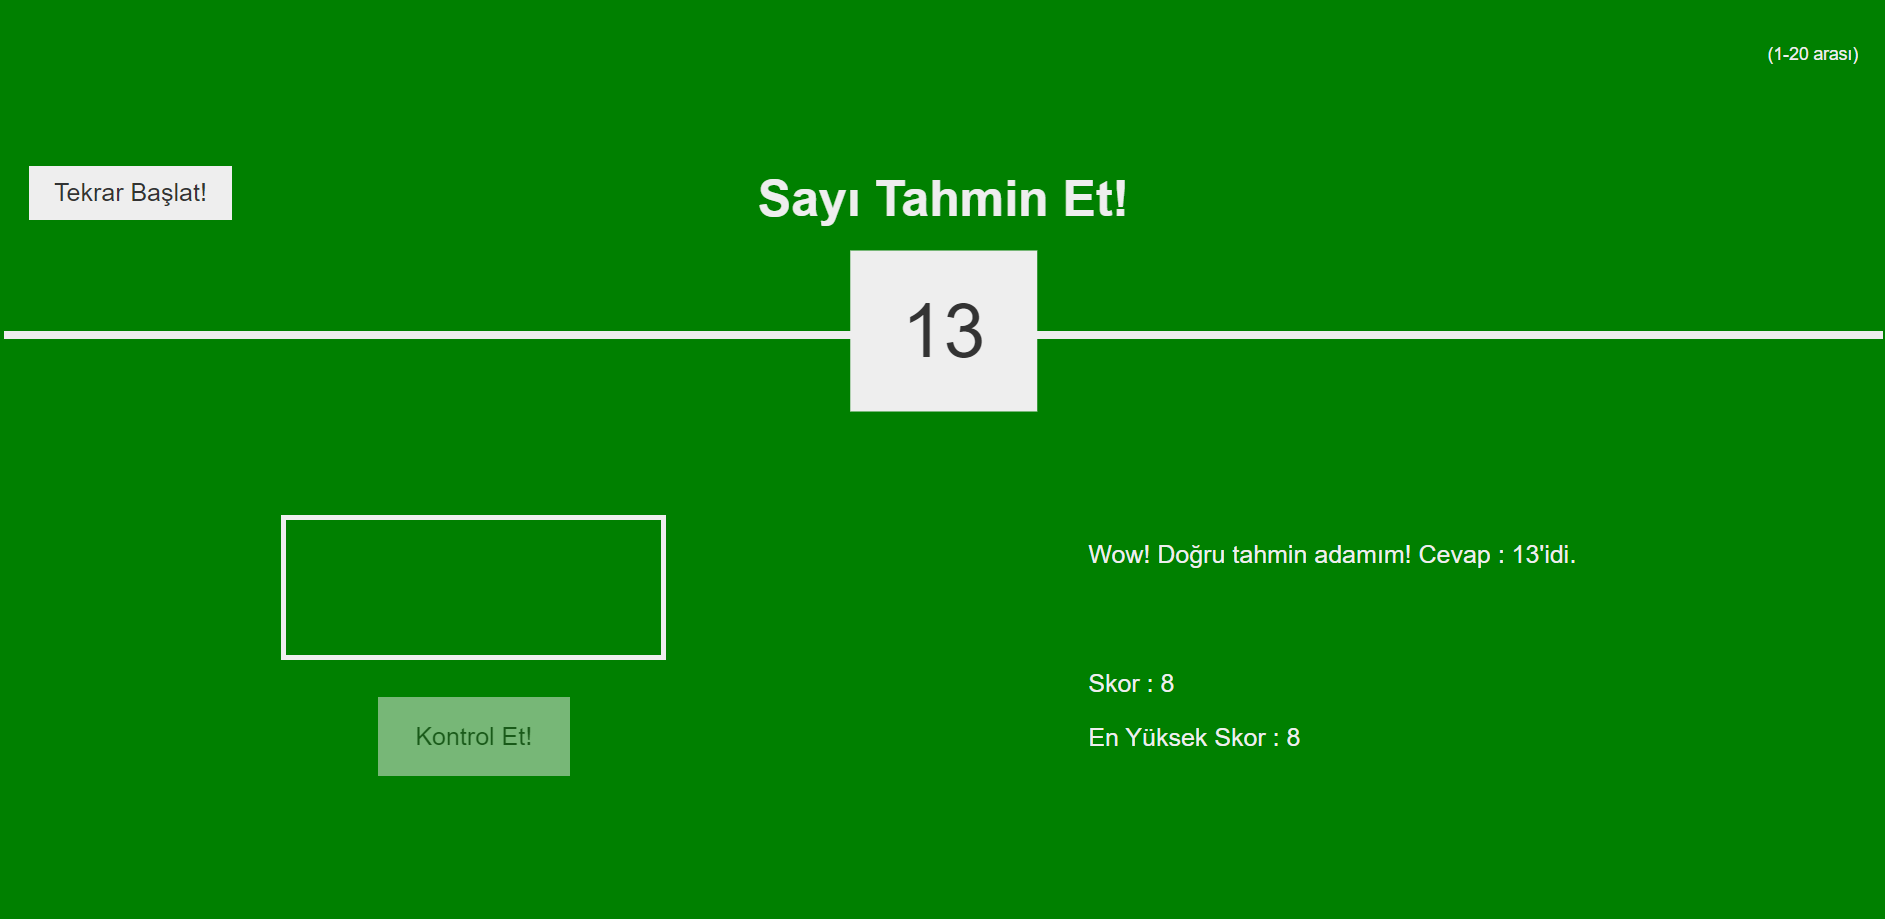 (1-20 arası)
Tekrar Başlat!
Sayı Tahmin Et!
13
Wow! Doğru tahmin adamım! Cevap : 13'idi.
Skor : 8
Kontrol Et!
En Yüksek Skor : 8